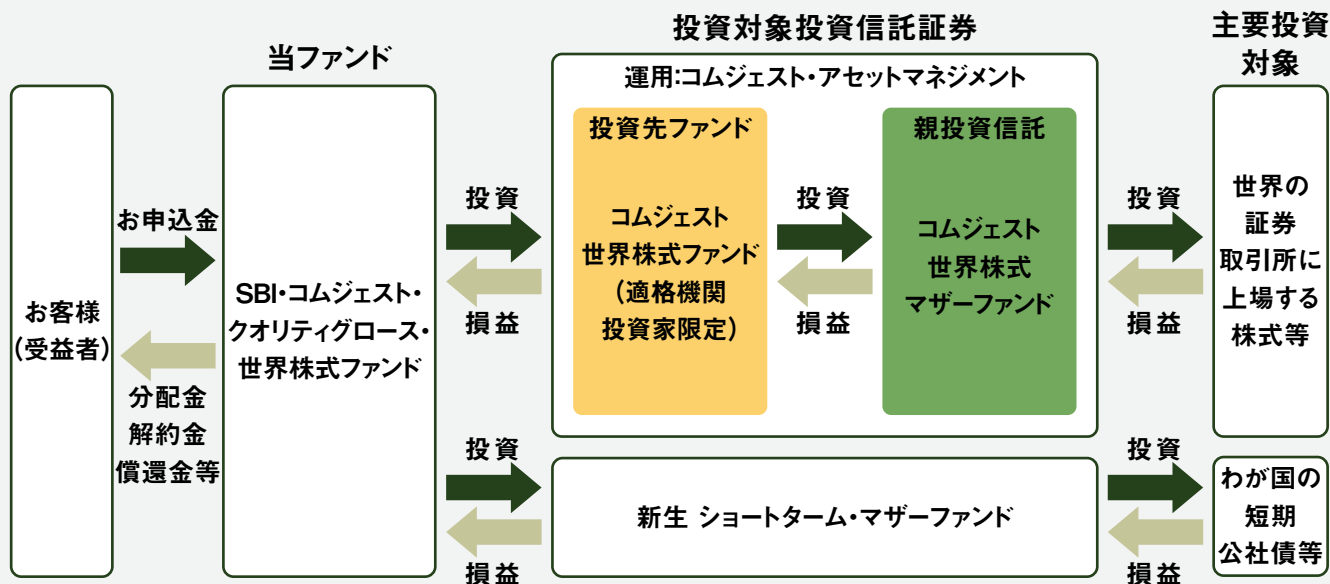 投資対象投資信託証券
主要投資
対象
当ファンド
運用:コムジェスト・アセットマネジメント
お客様
(受益者)
お申込金
分配金
解約金
償還金等
SBI・コムジェスト・
クオリティグロース・
世界株式ファンド
投資
損益
投資先ファンド
コムジェスト
世界株式ファンド
(適格機関
投資家限定)
投資
損益
親投資信託
コムジェスト
世界株式
マザーファンド
投資
損益
世界の
証券
取引所に
上場する
株式等
投資
損益
新生 ショートターム・マザーファンド
投資
損益
わが国の
短期
公社債等